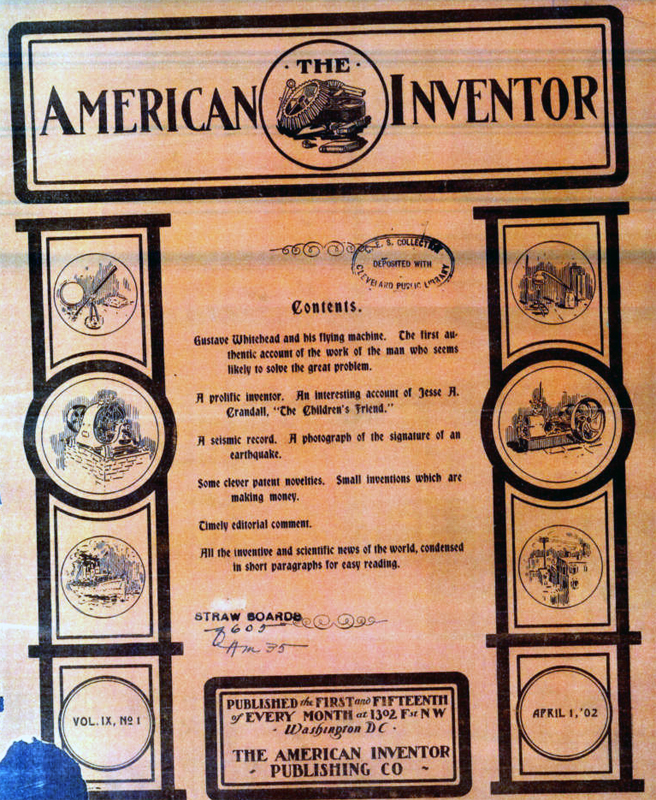 THE
AMERICAN INVENTOR
C. E. S. COLLECTION
DEPOSITED WITH
CLEVELAND PUBLIC LIBRARY
Contents.
Gustave Whitehead and his flying machine. The first au-
thentic account of the work of the man who seems
likely to solve the great problem.
A prolific inventor. An interesting account of Jesse A.
Crandall, "The Children's Friend."
A seismic record. A photograph of the signature of an
earthquake.
Some clever patent novelties. Small inventions which are
making money.
Timely editorial comment.
All the inventive and scientific news of the world, condensed
in short paragraphs for easy reading.
STRAW BOARDS
605
Am 35
VOL. IX, No 1
PUBLISHED the FIRST and FIFTEENTH
of EVERY MONTH at 1302 F St N W
· Washington D C ·
THE AMERICAN INVENTOR
- PUBLISHING CO ~
APRIL 1, '02